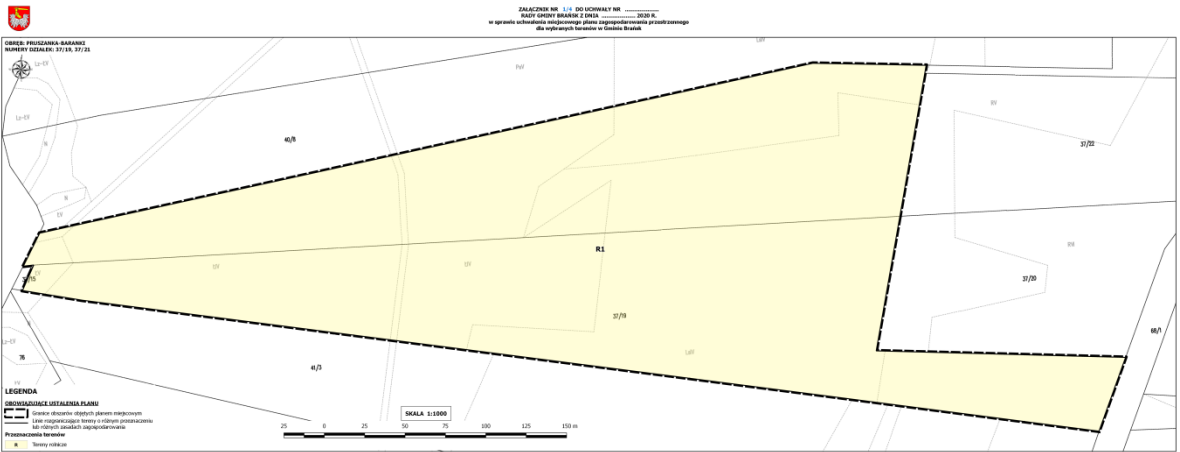 ZAŁĄCZNIK NR 1/4 DO UCHWAŁY NR ...................
RADY GMINY BRAŃSK Z DNIA ................ 2020 R.
w sprawie uchwalenia miejscowego planu zagospodarowania przestrzennego
dla wybranych terenów w Gminie Brańsk
OBRĘB: PRUSZANKA-BARANKI
NUMERY DZIAŁEK: 37/19, 37/21
40/8
37/22
R1
37/20
37/15
37/19
68/1
76
41/3
LEGENDA
OBOWIĄZUJĄCE USTALENIA PLANU
Granice obszarów objętych planem miejscowym
Linie rozgraniczające tereny o różnym przeznaczeniu
lub różnych zasadach zagospodarowania
Przeznaczenia terenów
R Tereny rolnicze
SKALA 1:1000
25 0 25 50 75 100 125 150 m